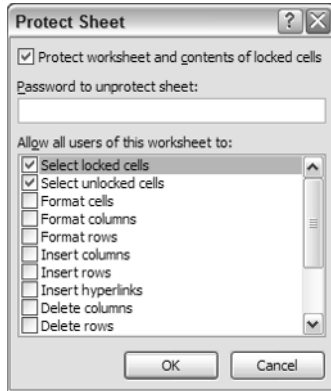 Protect Sheet
Protect worksheet and contents of locked cells
Password to unprotect sheet:
Allow all users of this worksheet to:
Select locked cells
Select unlocked cells
Format cells
Format columns
Format rows
Insert columns
Insert rows
Insert hyperlinks
Delete columns
Delete rows
OK Cancel